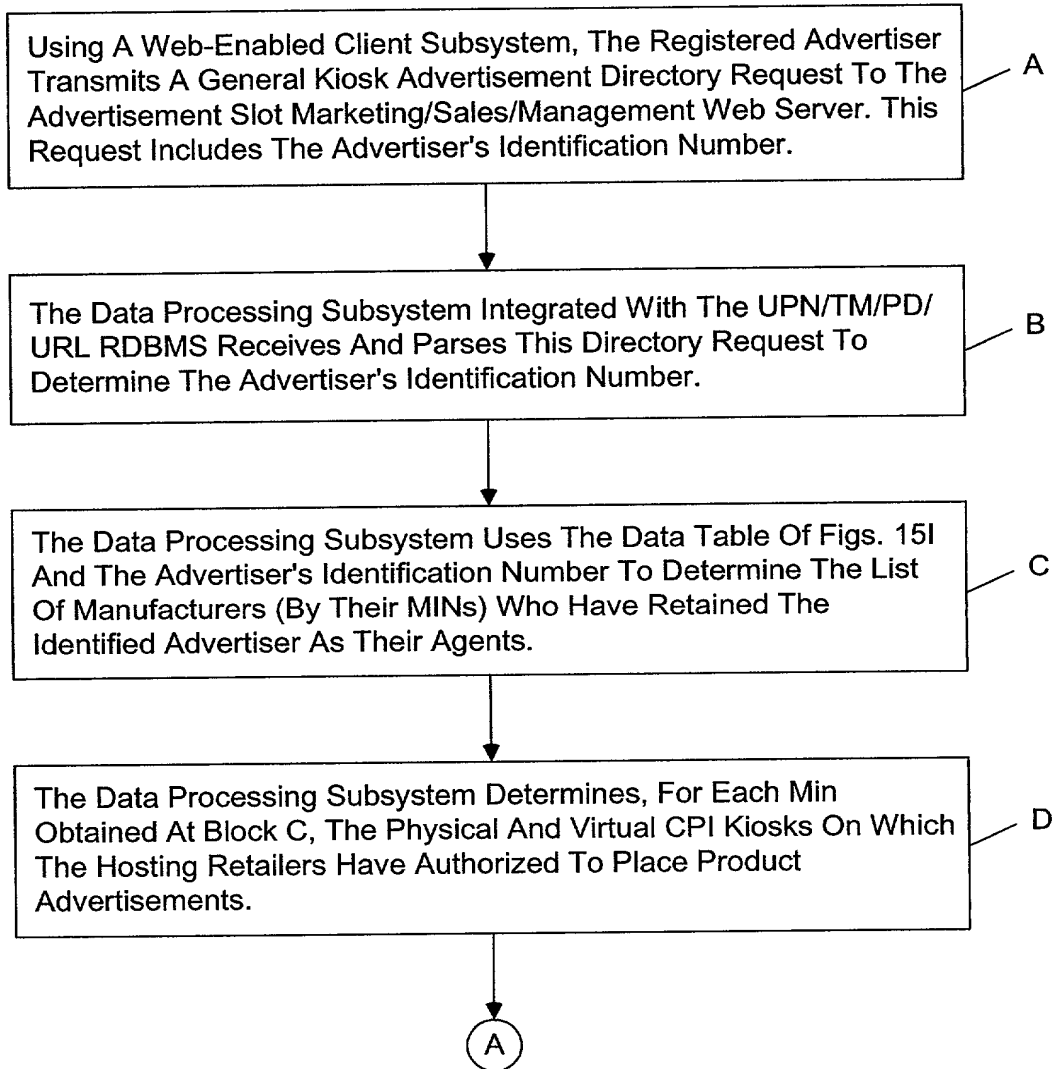 Using A Web-Enabled Client Subsystem, The Registered Advertiser
Transmits A General Kiosk Advertisement Directory Request To The
Advertisement Slot Marketing/Sales/Management Web Server. This
Request Includes The Advertiser's Identification Number.
A
The Data Processing Subsystem Integrated With The UPN/TM/PD/
URL RDBMS Receives And Parses This Directory Request To
Determine The Advertiser's Identification Number.
B
The Data Processing Subsystem Uses The Data Table Of Figs. 15I
And The Advertiser's Identification Number To Determine The List
Of Manufacturers (By Their MINs) Who Have Retained The
Identified Advertiser As Their Agents.
C
The Data Processing Subsystem Determines, For Each Min
Obtained At Block C, The Physical And Virtual CPI Kiosks On Which
The Hosting Retailers Have Authorized To Place Product
Advertisements.
D
A